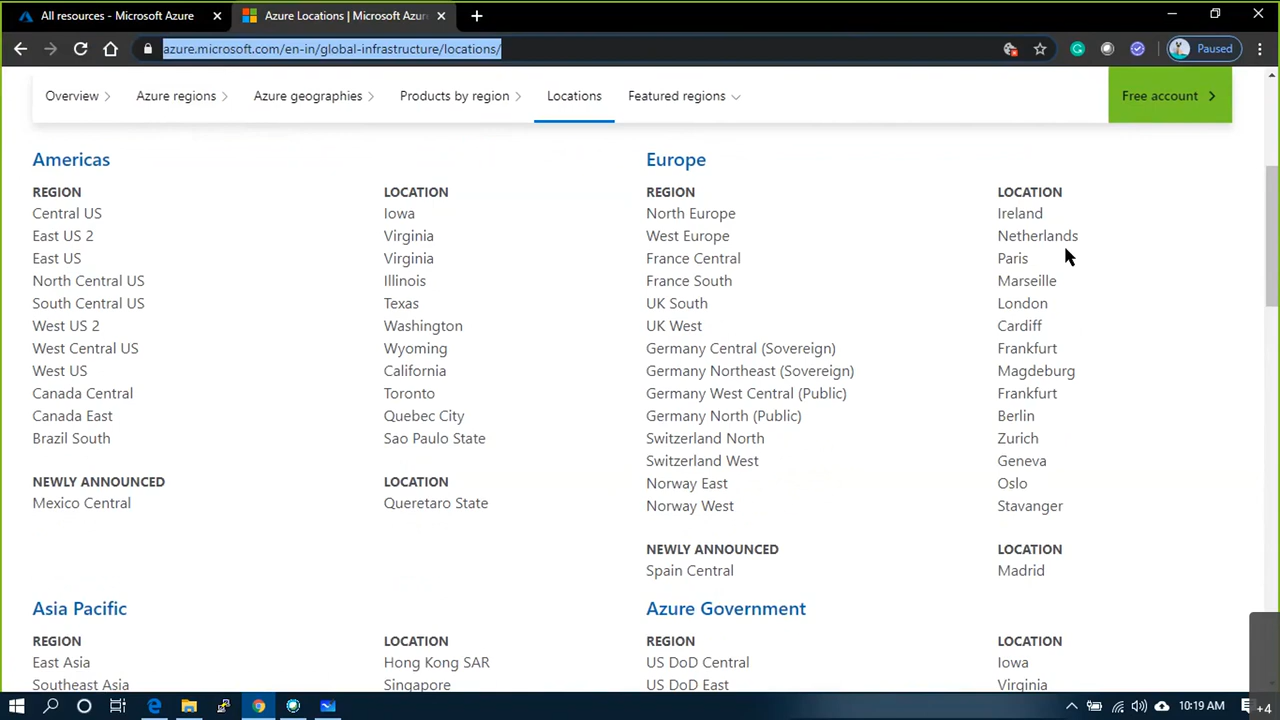 All resources - Microsoft Azure
Azure Locations | Microsoft Azur
azure.microsoft.com/en-in/global-infrastructure/locations/
Paused
Overview
Azure regions
Azure geographies
Products by region
Locations
Featured regions
Free account
Americas
REGION LOCATION
Central US Iowa
East US 2 Virginia
East US Virginia
North Central US Illinois
South Central US Texas
West US 2 Washington
West Central US Wyoming
West US California
Canada Central Toronto
Canada East Quebec City
Brazil South Sao Paulo State
NEWLY ANNOUNCED LOCATION
Mexico Central Queretaro State
Europe
REGION LOCATION
North Europe Ireland
West Europe Netherlands
France Central Paris
France South Marseille
UK South London
UK West Cardiff
Germany Central (Sovereign) Frankfurt
Germany Northeast (Sovereign) Magdeburg
Germany West Central (Public) Frankfurt
Germany North (Public) Berlin
Switzerland North Zurich
Switzerland West Geneva
Norway East Oslo
Norway West Stavanger
NEWLY ANNOUNCED LOCATION
Spain Central Madrid
Asia Pacific
REGION LOCATION
East Asia Hong Kong SAR
Southeast Asia Singapore
Azure Government
REGION LOCATION
US DoD Central Iowa
US DoD East Virginia
10:19 AM
+4